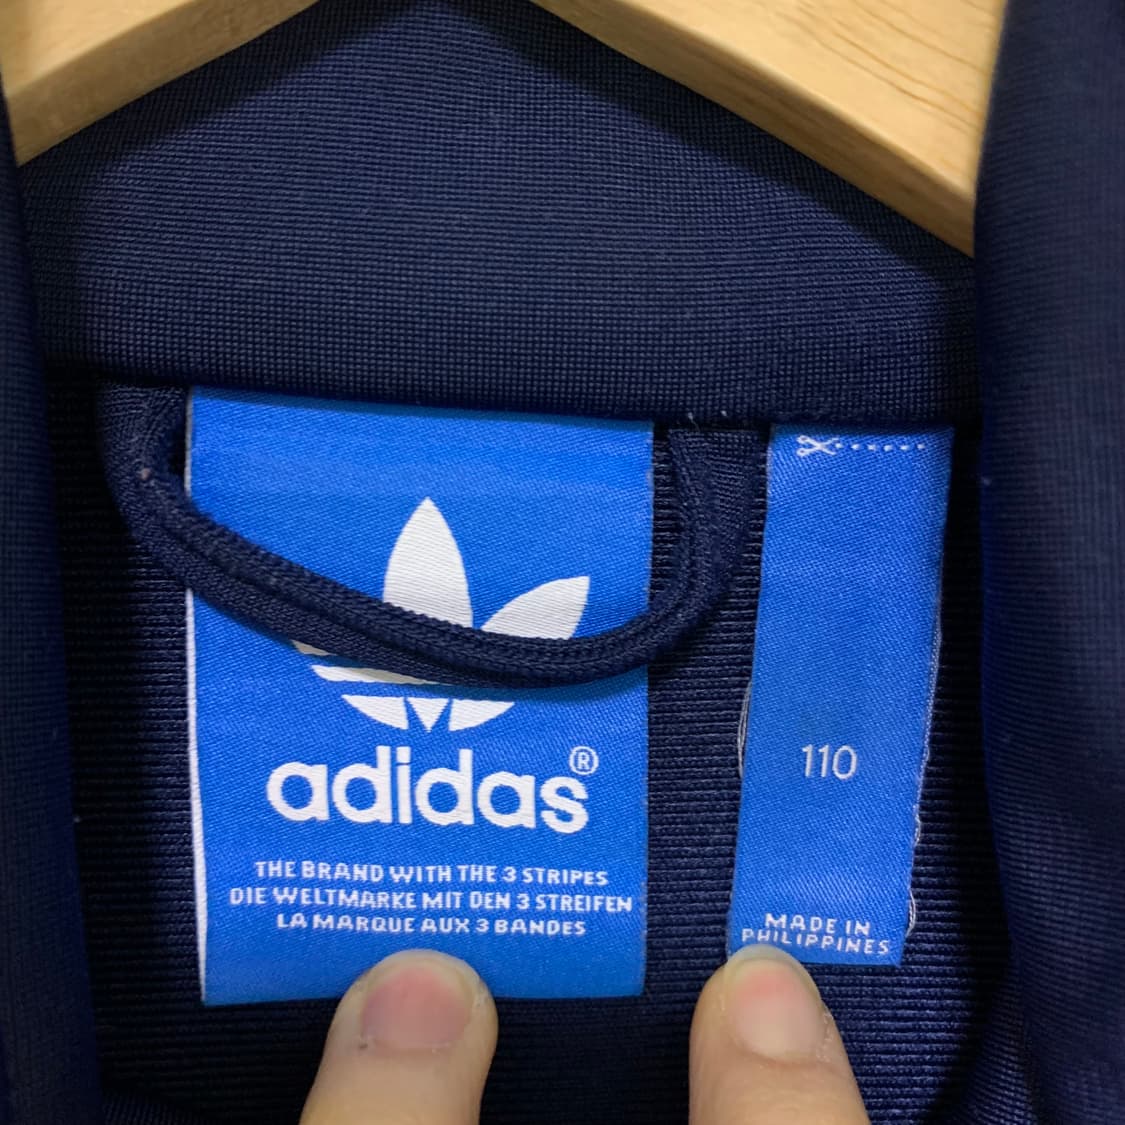 adidas®
THE BRAND WITH THE 3 STRIPES
DIE WELTMARKE MIT DEN 3 STREIFEN
LA MARQUE AUX 3 BANDES
110
MADE IN
PHILIPPINES